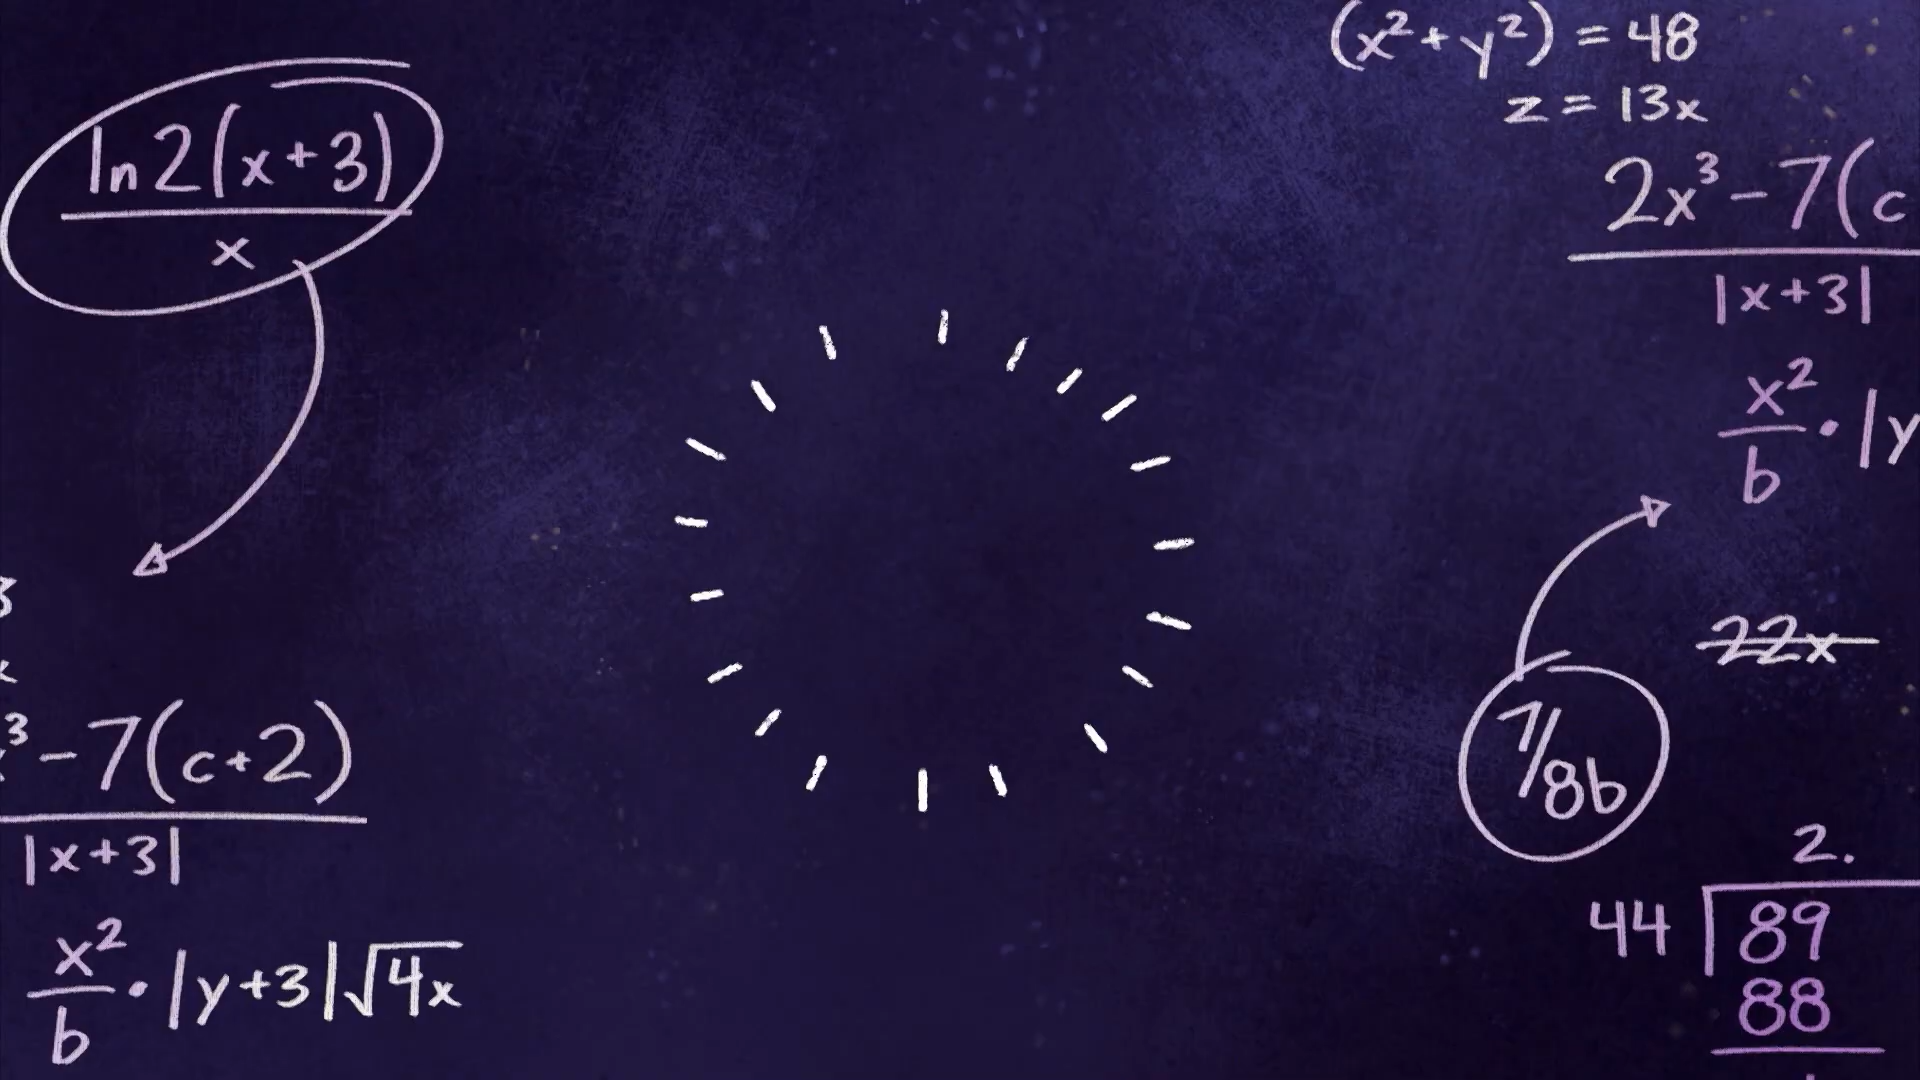 ln2(x+3)
x
3
x
x³-7(c+2)
|x+3|
x²
b
·|y+3|√4x
(x²+y²)=48
z=13x
2x³-7(c
|x+3|
x²
b
·|y
22x
7/8b
2.
44
89
88